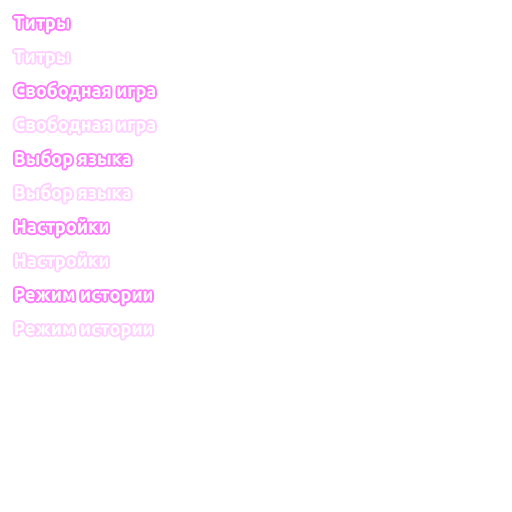 Титры
Титры
Свободная игра
Свободная игра
Выбор языка
Выбор языка
Настройки
Настройки
Режим истории
Режим истории